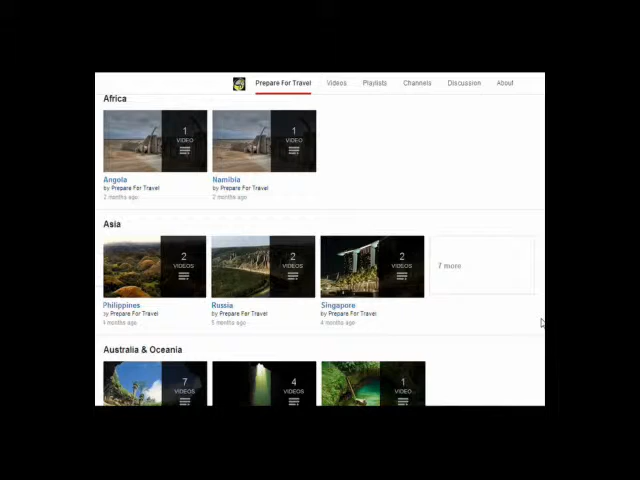 Prepare For Travel Videos Playlists Channels Discussion About
Africa
1 VIDEO
1 VIDEO
Angola Namibia
by Prepare For Travel by Prepare For Travel
2 months ago 2 months ago
Asia
2 VIDEOS
2 VIDEOS
2 VIDEOS
7 more
Philippines Russia Singapore
by Prepare For Travel by Prepare For Travel by Prepare For Travel
4 months ago 5 months ago 4 months ago
Australia & Oceania
7 VIDEOS
4 VIDEOS
1 VIDEO